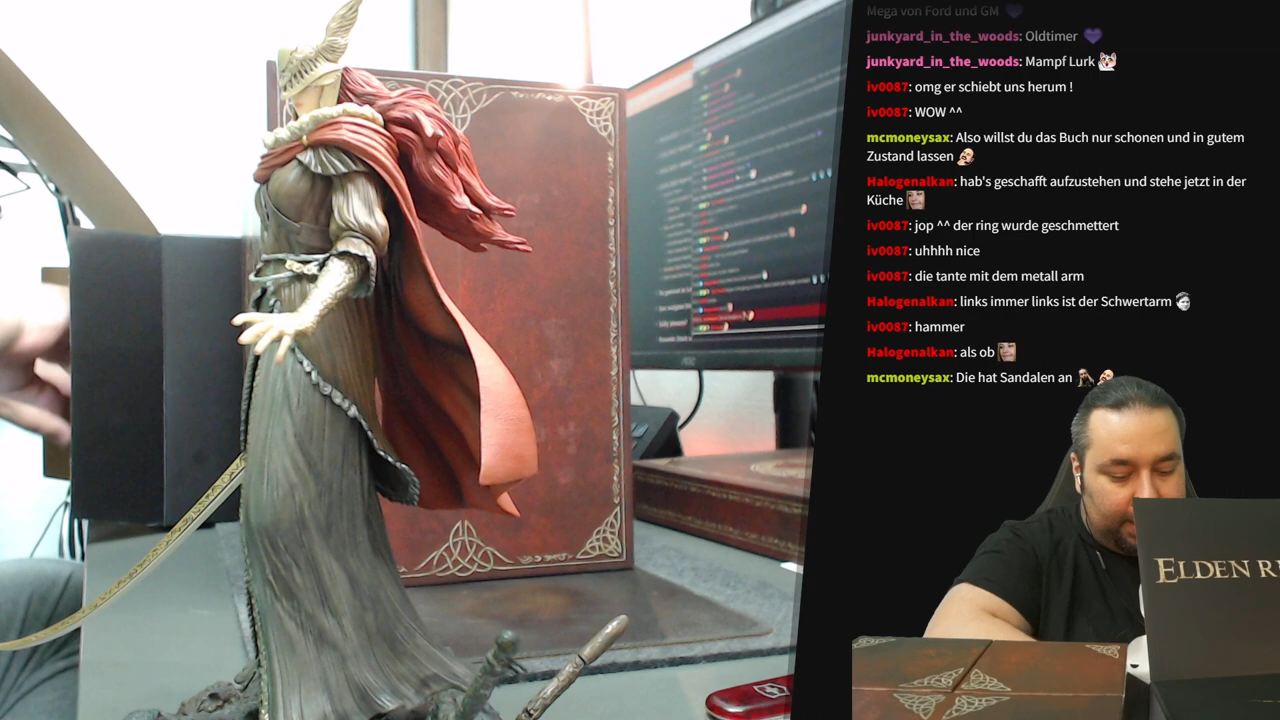 Mega von Ford und GM
junkyard_in_the_woods: Oldtimer
junkyard_in_the_woods: Mampf Lurk
iv0087: omg er schiebt uns herum !
iv0087: WOW ^^
mcmoneysax: Also willst du das Buch nur schonen und in gutem
Zustand lassen
Halogenalkan: hab's geschafft aufzustehen und stehe jetzt in der
Küche
iv0087: jop ^^ der ring wurde geschmettert
iv0087: uhhhh nice
iv0087: die tante mit dem metall arm
Halogenalkan: links immer links ist der Schwertarm
iv0087: hammer
Halogenalkan: als ob
mcmoneysax: Die hat Sandalen an
ELDEN RI